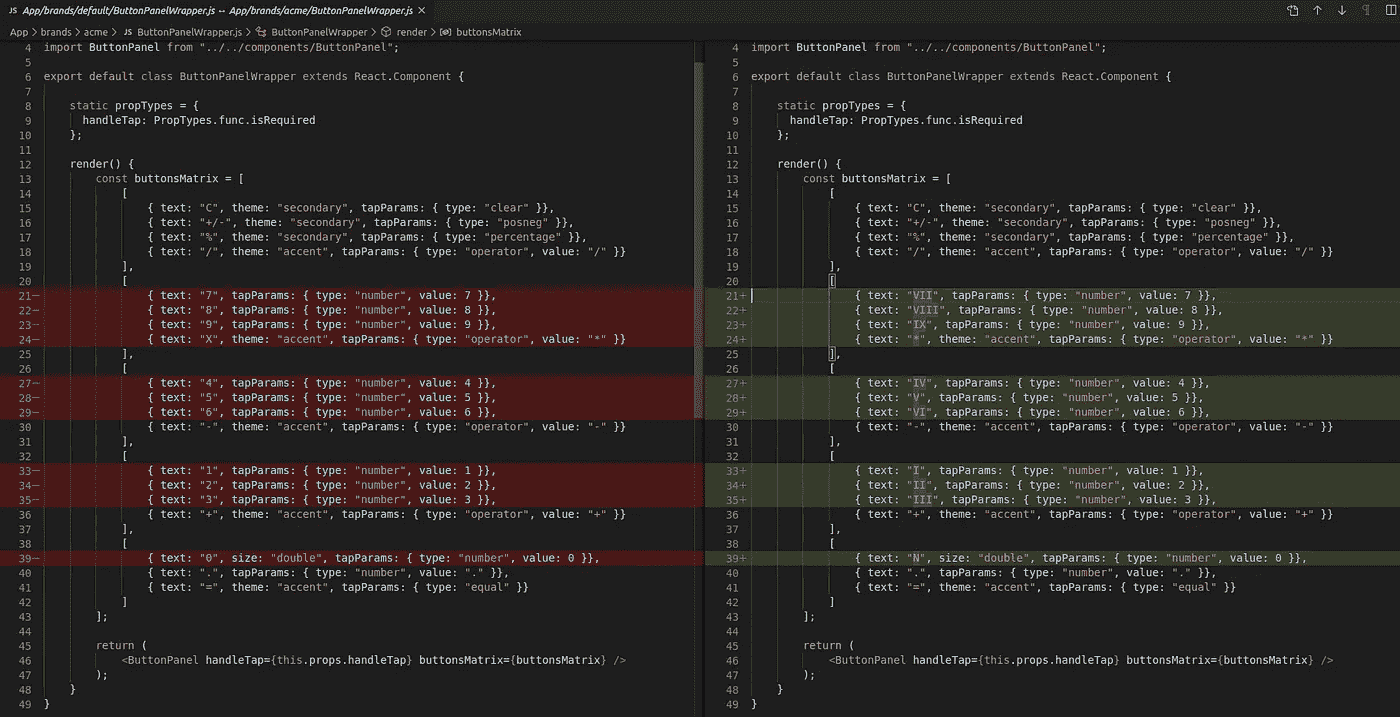 JS App/brands/default/ButtonPanelWrapper.js ↔ App/brands/acme/ButtonPanelWrapper.js ×
App > brands > acme > JS ButtonPanelWrapper.js > ButtonPanelWrapper > render > buttonsMatrix
4 import ButtonPanel from "../../components/ButtonPanel";
5
6 export default class ButtonPanelWrapper extends React.Component {
7
8     static propTypes = {
9       handleTap: PropTypes.func.isRequired
10     };
11
12     render() {
13         const buttonsMatrix = [
14             [
15                 { text: "C", theme: "secondary", tapParams: { type: "clear" }},
16                 { text: "+/-", theme: "secondary", tapParams: { type: "posneg" }},
17                 { text: "%", theme: "secondary", tapParams: { type: "percentage" }},
18                 { text: "/", theme: "accent", tapParams: { type: "operator", value: "/" }}
19             ],
20             [
21—                 { text: "7", tapParams: { type: "number", value: 7 }},
22—                 { text: "8", tapParams: { type: "number", value: 8 }},
23—                 { text: "9", tapParams: { type: "number", value: 9 }},
24—                 { text: "X", theme: "accent", tapParams: { type: "operator", value: "*" }}
25             ],
26             [
27—                 { text: "4", tapParams: { type: "number", value: 4 }},
28—                 { text: "5", tapParams: { type: "number", value: 5 }},
29—                 { text: "6", tapParams: { type: "number", value: 6 }},
30                 { text: "-", theme: "accent", tapParams: { type: "operator", value: "-" }}
31             ],
32             [
33—                 { text: "1", tapParams: { type: "number", value: 1 }},
34—                 { text: "2", tapParams: { type: "number", value: 2 }},
35—                 { text: "3", tapParams: { type: "number", value: 3 }},
36                 { text: "+", theme: "accent", tapParams: { type: "operator", value: "+" }}
37             ],
38             [
39—                 { text: "0", size: "double", tapParams: { type: "number", value: 0 }},
40                 { text: ".", tapParams: { type: "number", value: "." }},
41                 { text: "=", theme: "accent", tapParams: { type: "equal" }}
42             ]
43         ];
44
45         return (
46             <ButtonPanel handleTap={this.props.handleTap} buttonsMatrix={buttonsMatrix} />
47         );
48     }
49 }
4 import ButtonPanel from "../../components/ButtonPanel";
5
6 export default class ButtonPanelWrapper extends React.Component {
7
8     static propTypes = {
9       handleTap: PropTypes.func.isRequired
10     };
11
12     render() {
13         const buttonsMatrix = [
14             [
15                 { text: "C", theme: "secondary", tapParams: { type: "clear" }},
16                 { text: "+/-", theme: "secondary", tapParams: { type: "posneg" }},
17                 { text: "%", theme: "secondary", tapParams: { type: "percentage" }},
18                 { text: "/", theme: "accent", tapParams: { type: "operator", value: "/" }}
19             ],
20             [
21+                 { text: "VII", tapParams: { type: "number", value: 7 }},
22+                 { text: "VIII", tapParams: { type: "number", value: 8 }},
23+                 { text: "IX", tapParams: { type: "number", value: 9 }},
24+                 { text: "*", theme: "accent", tapParams: { type: "operator", value: "*" }}
25             ],
26             [
27+                 { text: "IV", tapParams: { type: "number", value: 4 }},
28+                 { text: "V", tapParams: { type: "number", value: 5 }},
29+                 { text: "VI", tapParams: { type: "number", value: 6 }},
30                 { text: "-", theme: "accent", tapParams: { type: "operator", value: "-" }}
31             ],
32             [
33+                 { text: "I", tapParams: { type: "number", value: 1 }},
34+                 { text: "II", tapParams: { type: "number", value: 2 }},
35+                 { text: "III", tapParams: { type: "number", value: 3 }},
36                 { text: "+", theme: "accent", tapParams: { type: "operator", value: "+" }}
37             ],
38             [
39+                 { text: "N", size: "double", tapParams: { type: "number", value: 0 }},
40                 { text: ".", tapParams: { type: "number", value: "." }},
41                 { text: "=", theme: "accent", tapParams: { type: "equal" }}
42             ]
43         ];
44
45         return (
46             <ButtonPanel handleTap={this.props.handleTap} buttonsMatrix={buttonsMatrix} />
47         );
48     }
49 }